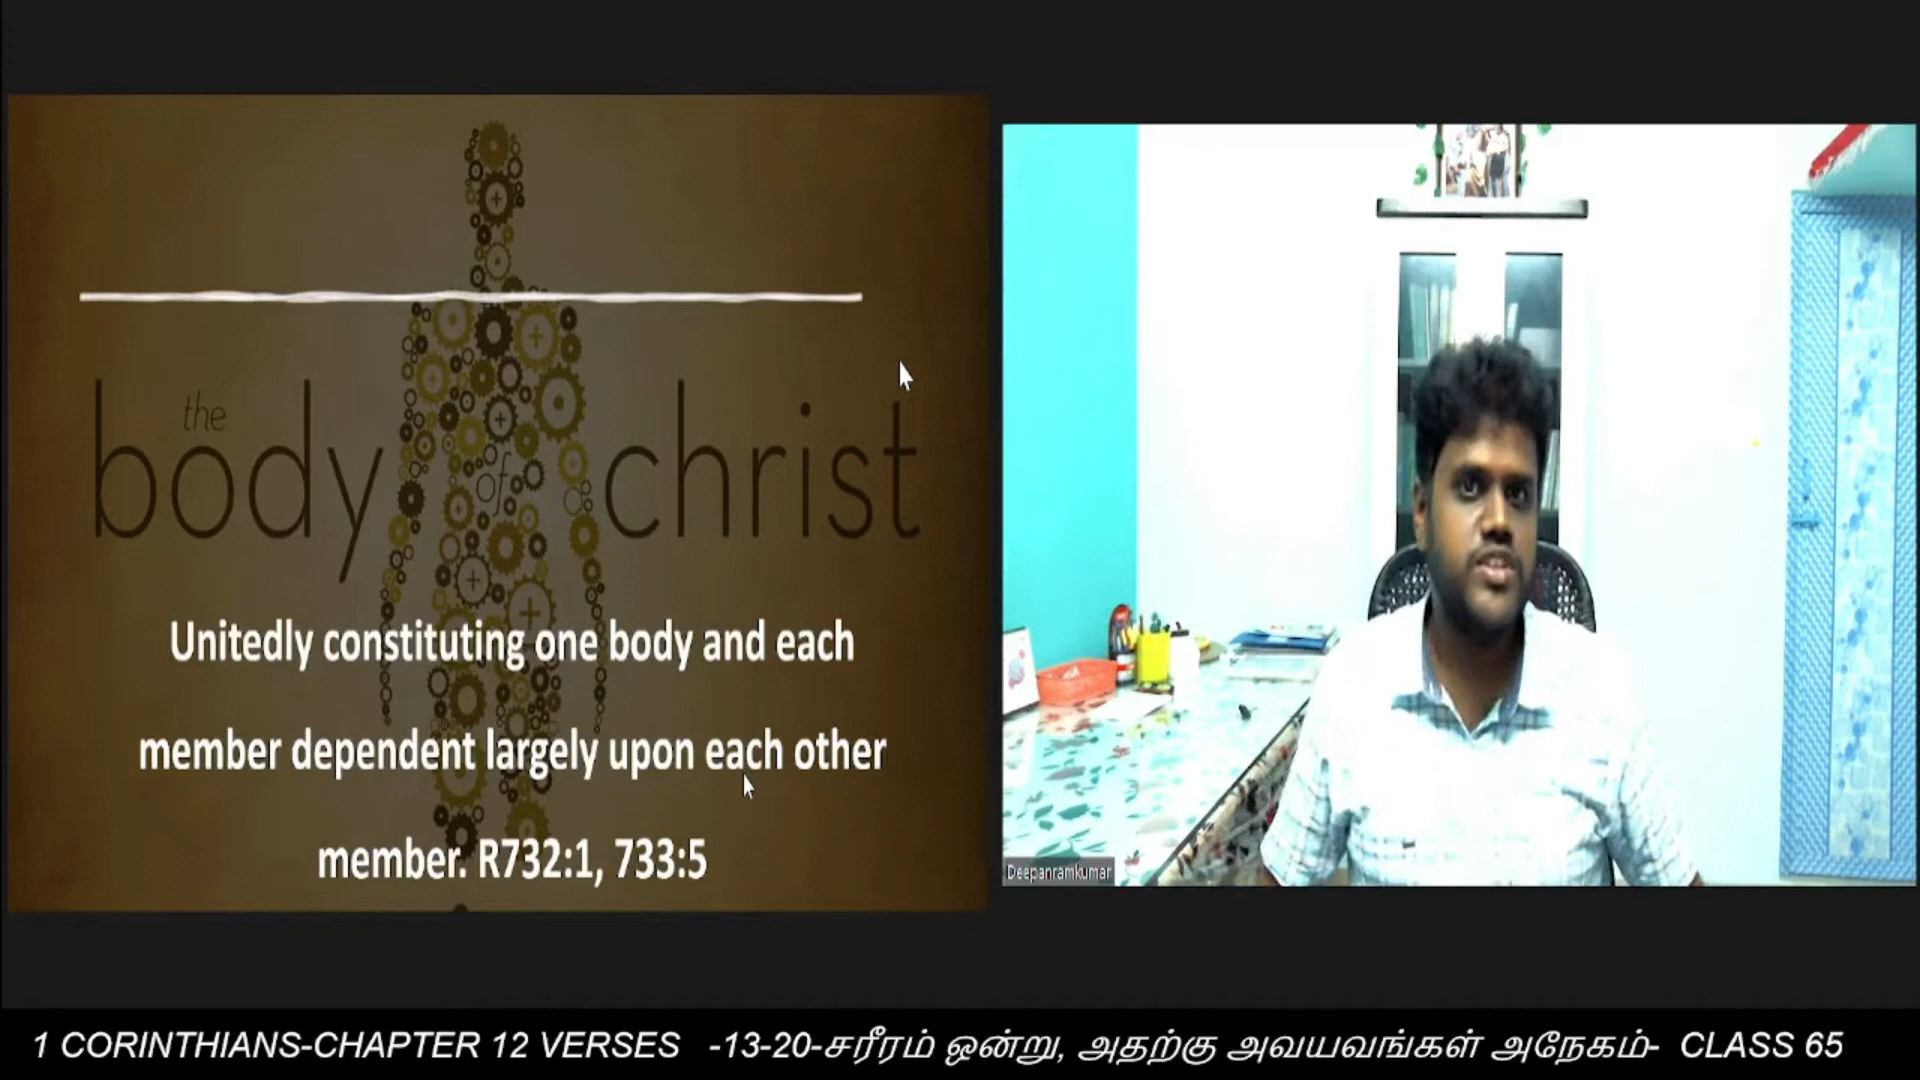 the
body of christ
Unitedly constituting one body and each
member dependent largely upon each other
member. R732:1, 733:5
Deepanramkumar
1 CORINTHIANS-CHAPTER 12 VERSES -13-20-சரீரம் ஒன்று, அதற்கு அவயவங்கள் அநேகம்- CLASS 65